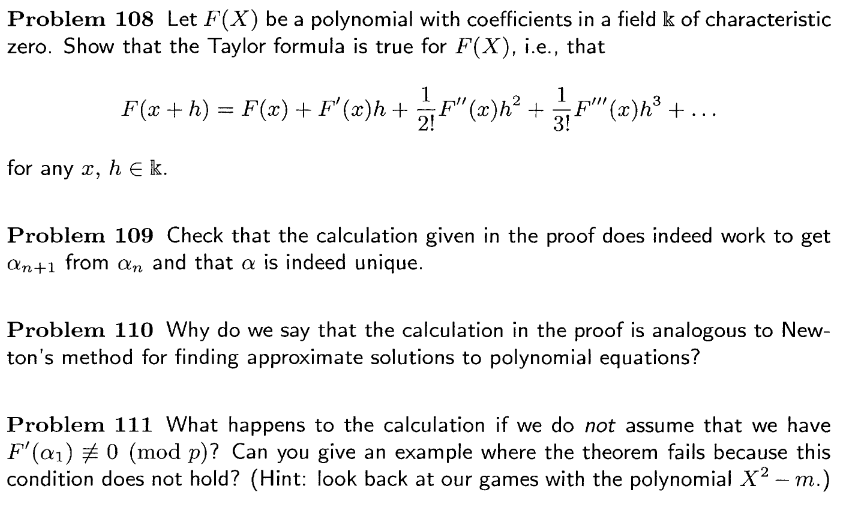 Problem 108 Let F(X) be a polynomial with coefficients in a field 𝕜 of characteristic
zero. Show that the Taylor formula is true for F(X), i.e., that
F(x + h) = F(x) + F′(x)h + \frac{1}{2!}F″(x)h² + \frac{1}{3!}F‴(x)h³ + ...
for any x, h ∈ 𝕜.
Problem 109 Check that the calculation given in the proof does indeed work to get
αₙ₊₁ from αₙ and that α is indeed unique.
Problem 110 Why do we say that the calculation in the proof is analogous to New-
ton's method for finding approximate solutions to polynomial equations?
Problem 111 What happens to the calculation if we do not assume that we have
F′(α₁) ≢ 0 (mod p)? Can you give an example where the theorem fails because this
condition does not hold? (Hint: look back at our games with the polynomial X² − m.)